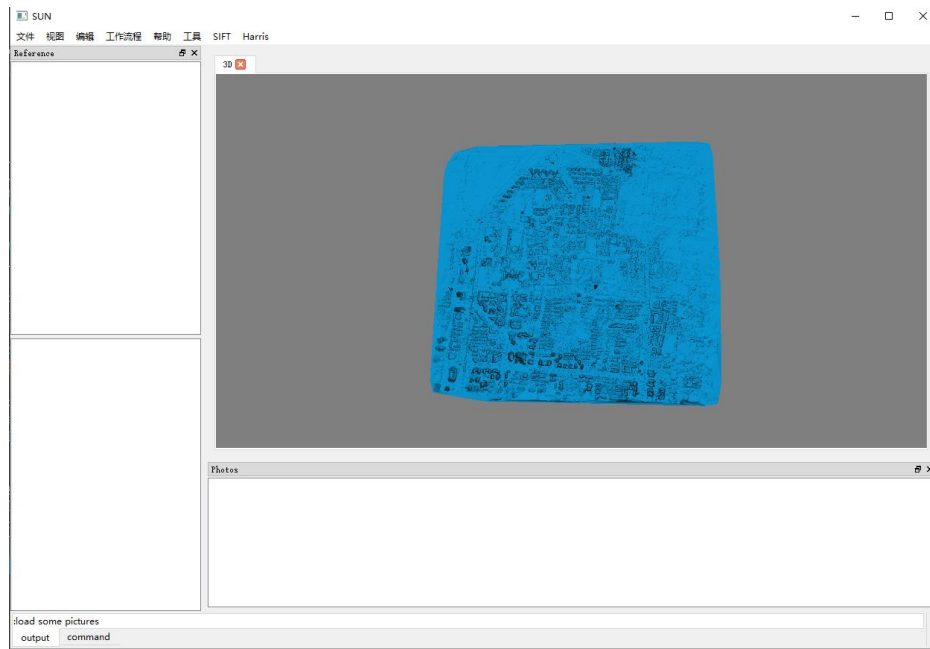 SUN
文件 视图 编辑 工作流程 帮助 工具 SIFT Harris
Reference
3D
Photos
:load some pictures
output command